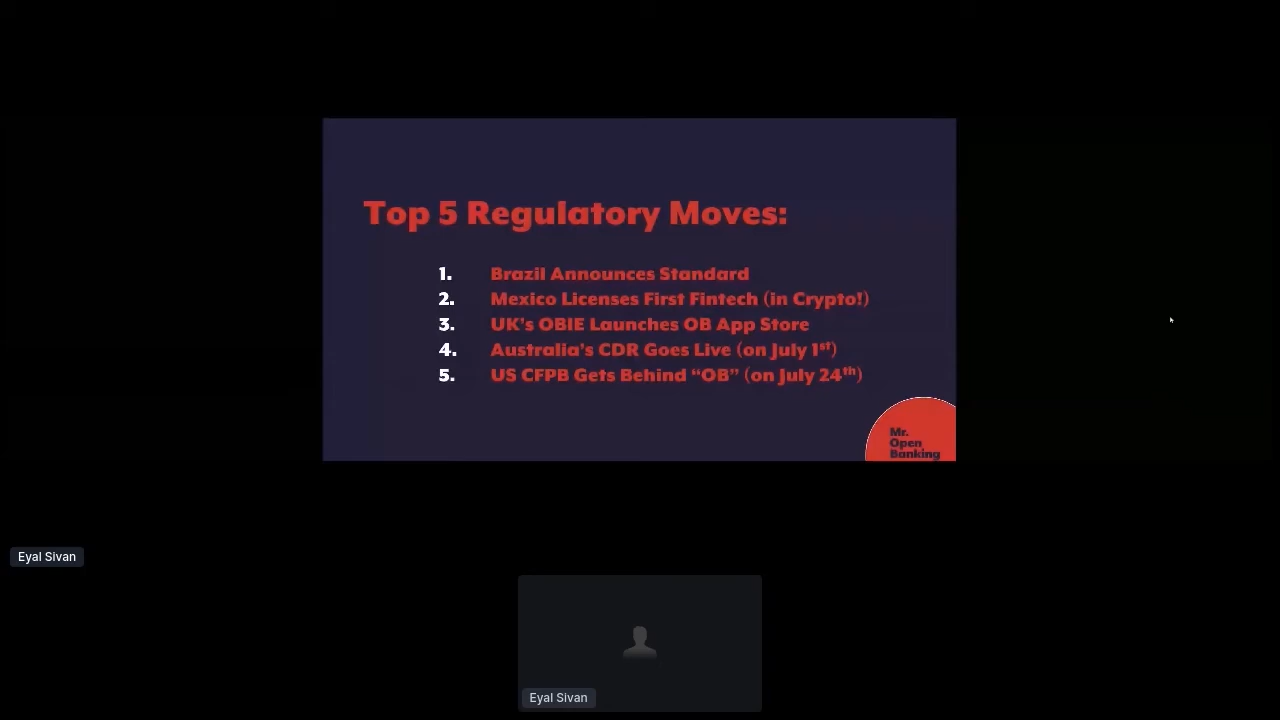 Top 5 Regulatory Moves:
1. Brazil Announces Standard
2. Mexico Licenses First Fintech (in Crypto!)
3. UK's OBIE Launches OB App Store
4. Australia's CDR Goes Live (on July 1st)
5. US CFPB Gets Behind “OB” (on July 24th)
Mr.
Open
Banking
Eyal Sivan
Eyal Sivan